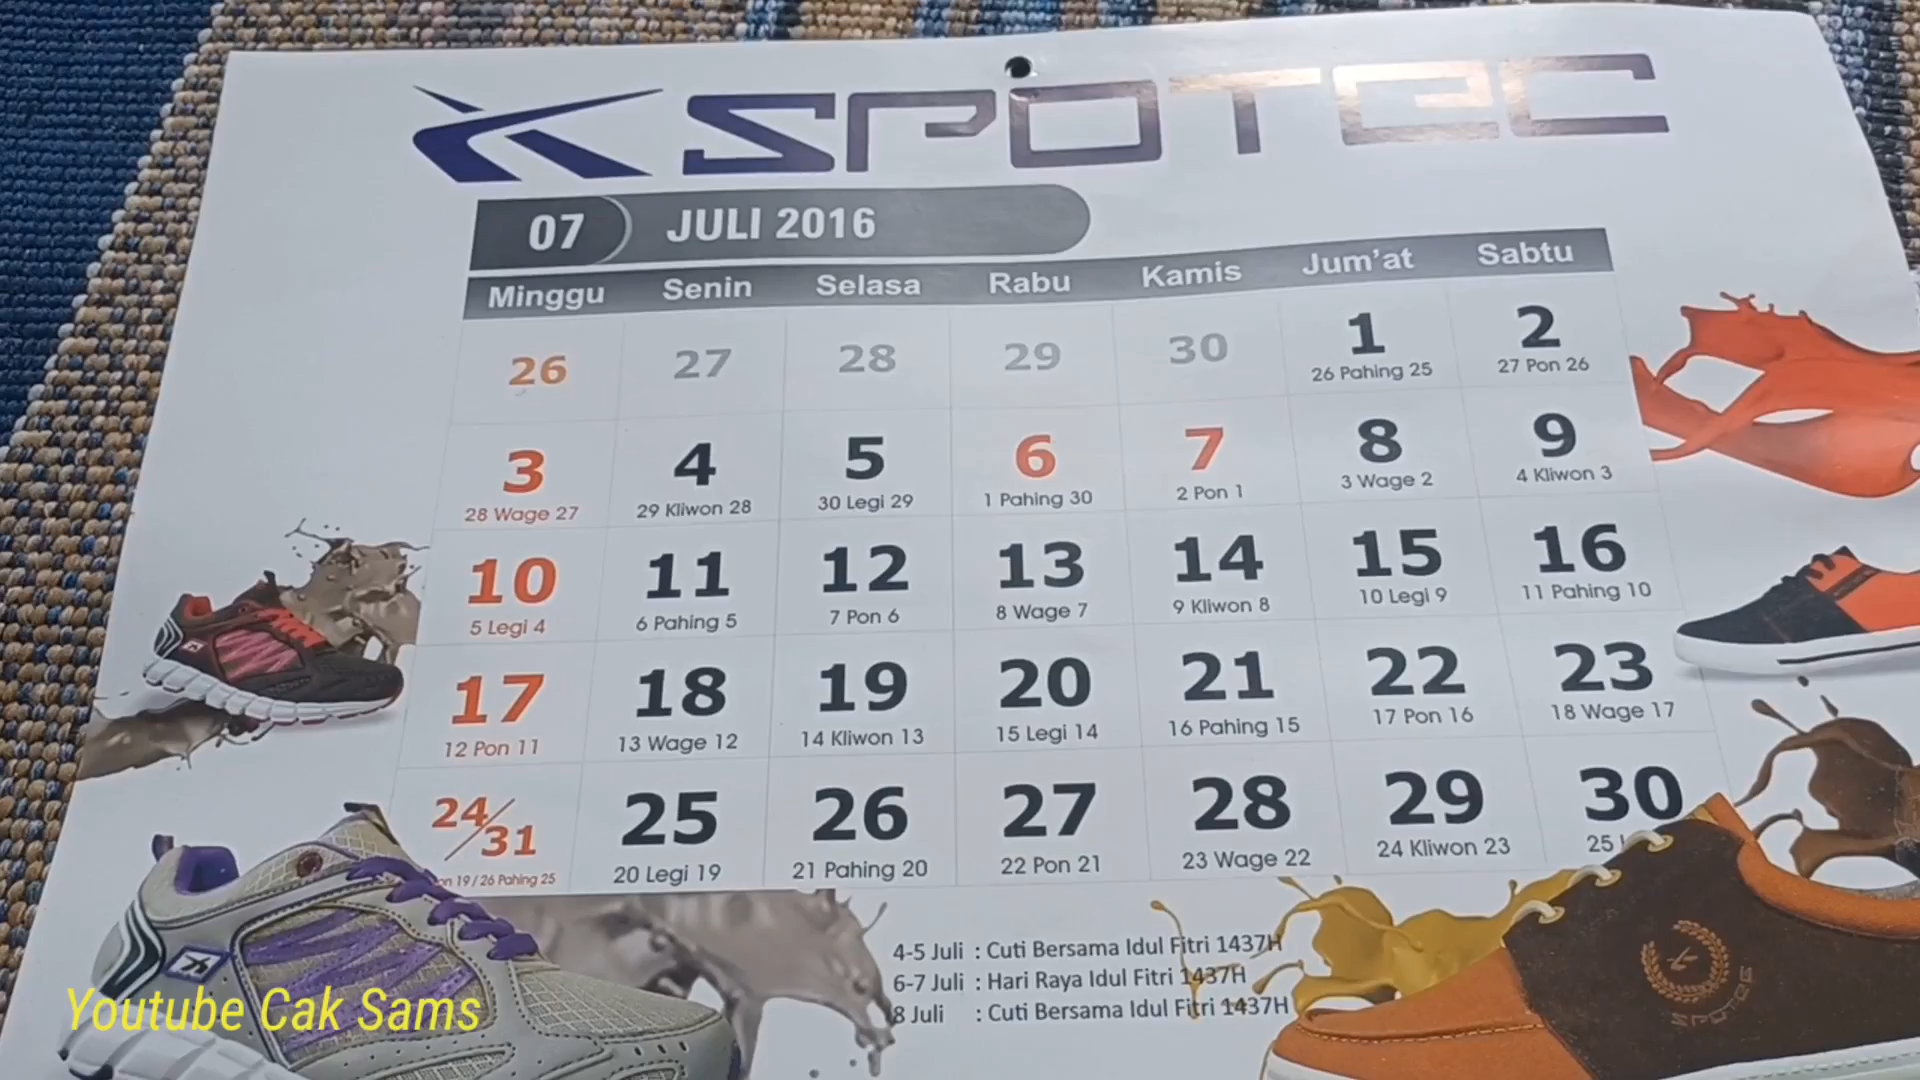 SPOTEC
07 JULI 2016
Minggu Senin Selasa Rabu Kamis Jum'at Sabtu
26 27 28 29 30 1 2
26 Pahing 25 27 Pon 26
3 4 5 6 7 8 9
28 Wage 27 29 Kliwon 28 30 Legi 29 1 Pahing 30 2 Pon 1 3 Wage 2 4 Kliwon 3
10 11 12 13 14 15 16
5 Legi 4 6 Pahing 5 7 Pon 6 8 Wage 7 9 Kliwon 8 10 Legi 9 11 Pahing 10
17 18 19 20 21 22 23
12 Pon 11 13 Wage 12 14 Kliwon 13 15 Legi 14 16 Pahing 15 17 Pon 16 18 Wage 17
24/31 25 26 27 28 29 30
19/26 Pahing 25 20 Legi 19 21 Pahing 20 22 Pon 21 23 Wage 22 24 Kliwon 23 25
4-5 Juli : Cuti Bersama Idul Fitri 1437H
6-7 Juli : Hari Raya Idul Fitri 1437H
8 Juli : Cuti Bersama Idul Fitri 1437H
SPOTEC
Youtube Cak Sams